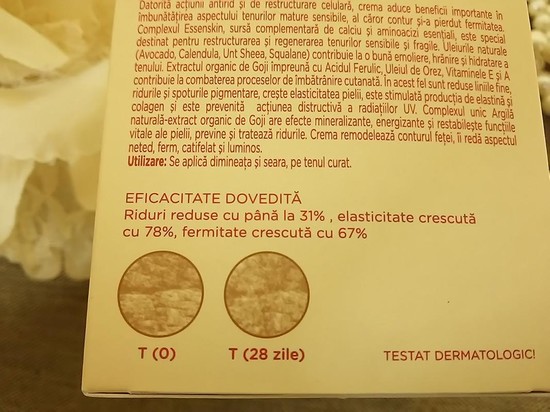 Datorită acțiunii antirid și de restructurare celulară, crema aduce beneficii importante în
îmbunătățirea aspectului tenurilor mature sensibile, al căror contur și-a pierdut fermitatea.
Complexul Essenskin, sursă complementară de calciu și aminoacizi esențiali, este special
destinat pentru restructurarea și regenerarea tenurilor sensibile și fragile. Uleiurile naturale
(Avocado, Calendula, Unt Sheea, Squalane) contribuie la o bună emoliere, hrănire și hidratare a
tenului. Extractul organic de Goji împreună cu Acidul Ferulic, Uleiul de Orez, Vitaminele E și A
contribuie la combaterea proceselor de îmbătrânire cutanată. În acest fel sunt reduse liniile fine,
ridurile și spoturile pigmentare, crește elasticitatea pielii, este stimulată producția de elastină și
colagen și este prevenită acțiunea distructivă a radiațiilor UV. Complexul unic Argilă
naturală-extract organic de Goji are efecte mineralizante, energizante și restabilește funcțiile
vitale ale pielii, previne și tratează ridurile. Crema remodelează conturul feței, îi redă aspectul
neted, ferm, catifelat și luminos.
Utilizare: Se aplică dimineața și seara, pe tenul curat.
EFICACITATE DOVEDITĂ
Riduri reduse cu până la 31% , elasticitate crescută
cu 78%, fermitate crescută cu 67%
T (0)
T (28 zile)
TESTAT DERMATOLOGIC!